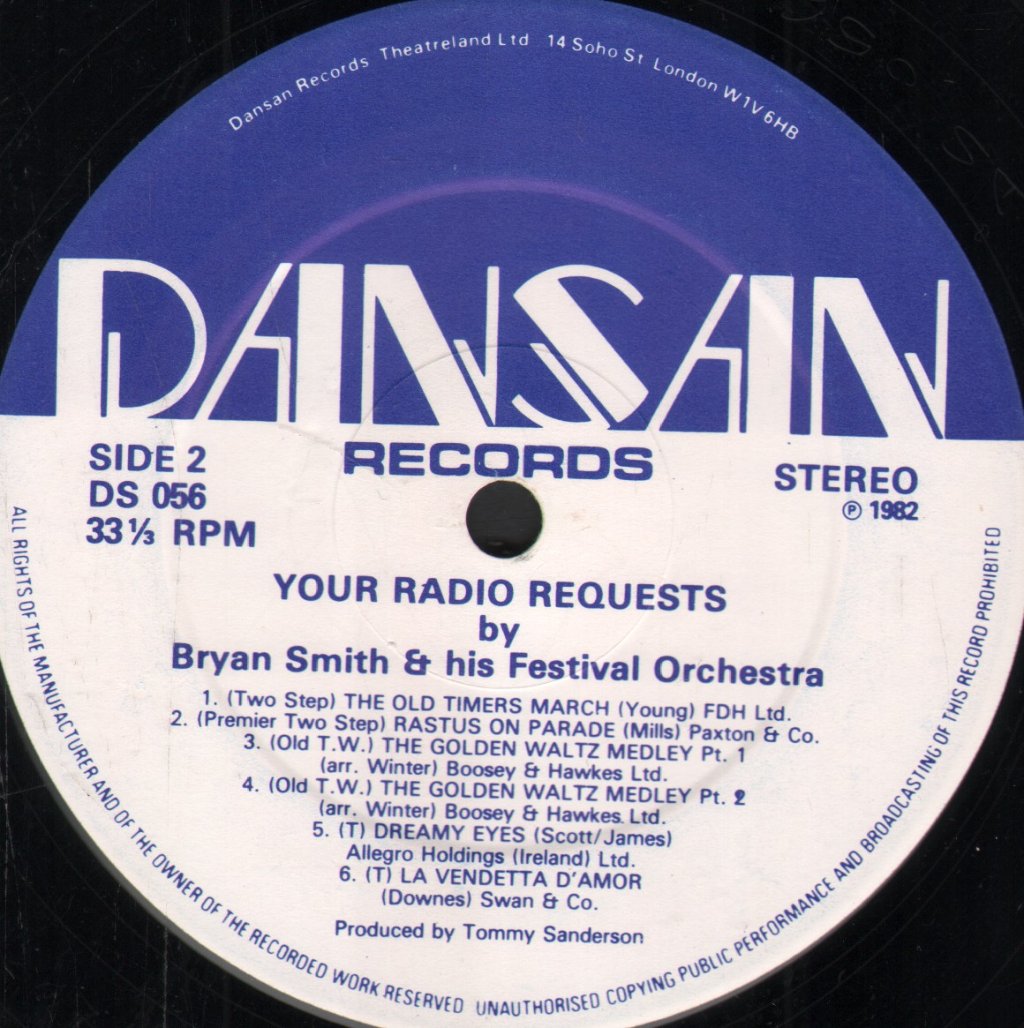 Dansan Records Theatreland Ltd 14 Soho St London W1V 6HB
DANSAN
RECORDS
SIDE 2
DS 056
33 ⅓ RPM
STEREO
℗ 1982
YOUR RADIO REQUESTS
by
Bryan Smith & his Festival Orchestra
1. (Two Step) THE OLD TIMERS MARCH (Young) FDH Ltd.
2. (Premier Two Step) RASTUS ON PARADE (Mills) Paxton & Co.
3. (Old T.W.) THE GOLDEN WALTZ MEDLEY Pt. 1
(arr. Winter) Boosey & Hawkes Ltd.
4. (Old T.W.) THE GOLDEN WALTZ MEDLEY Pt. 2
(arr. Winter) Boosey & Hawkes Ltd.
5. (T) DREAMY EYES (Scott/James)
Allegro Holdings (Ireland) Ltd.
6. (T) LA VENDETTA D'AMOR
(Downes) Swan & Co.
Produced by Tommy Sanderson
ALL RIGHTS OF THE MANUFACTURER AND OF THE OWNER OF THE RECORDED WORK RESERVED UNAUTHORISED COPYING PUBLIC PERFORMANCE AND BROADCASTING OF THIS RECORD PROHIBITED